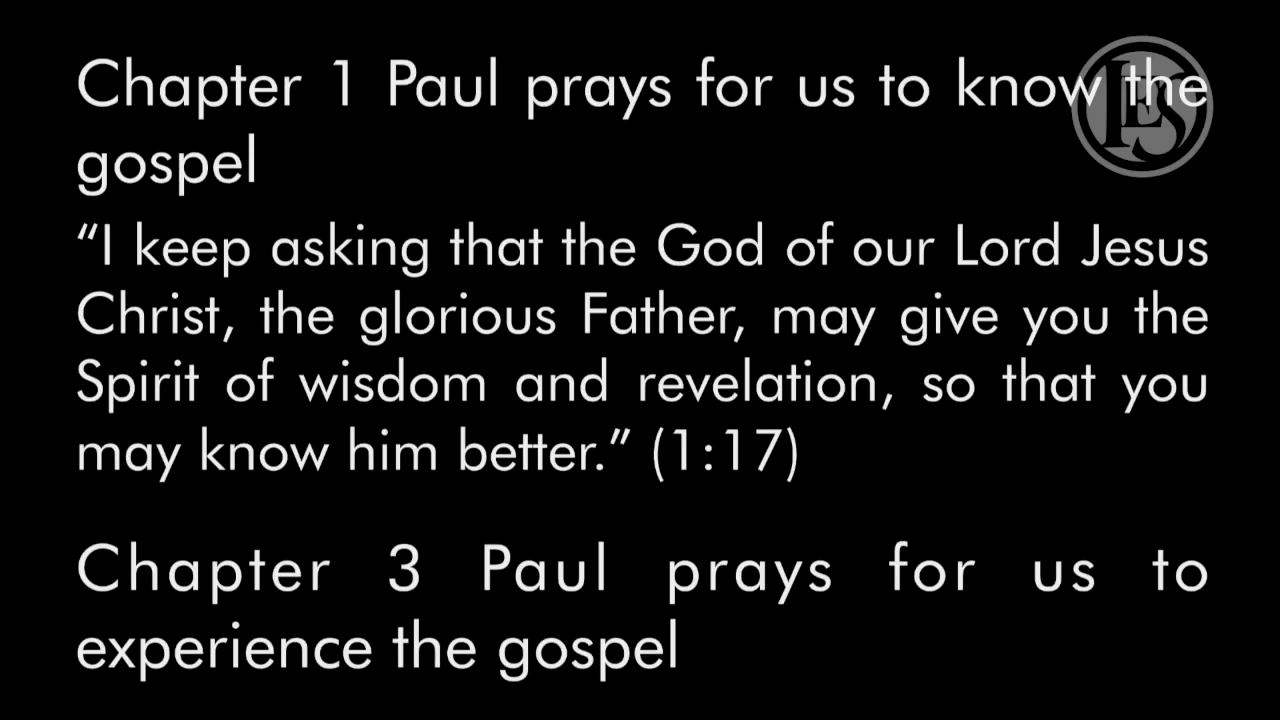 Chapter 1 Paul prays for us to know the
gospel
“I keep asking that the God of our Lord Jesus
Christ, the glorious Father, may give you the
Spirit of wisdom and revelation, so that you
may know him better.” (1:17)
Chapter 3 Paul prays for us to
experience the gospel